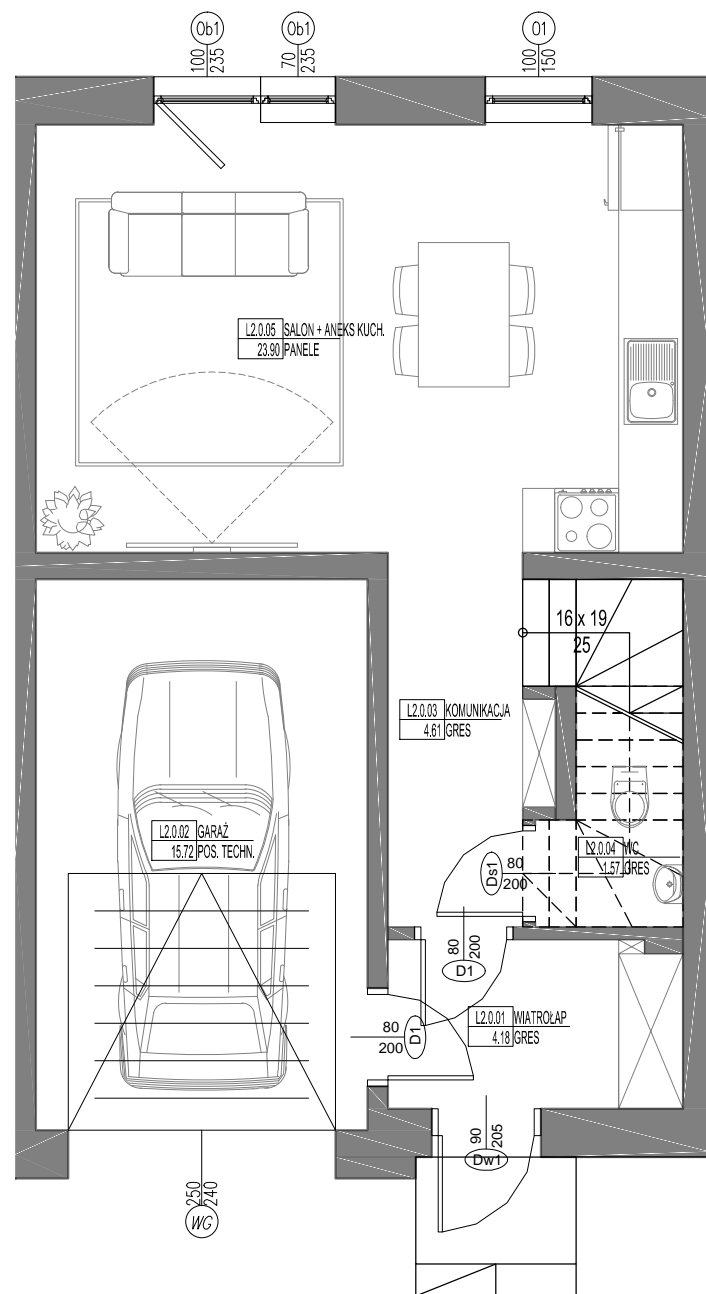 Ob1
100
235
Ob1
70
235
O1
100
150
L2.0.05 SALON + ANEKS KUCH.
23.90 PANELE
16 x 19
25
L2.0.03 KOMUNIKACJA
4.61 GRES
L2.0.02 GARAŻ
15.72 POS. TECHN.
L2.0.04 WC
1.57 GRES
Ds1
80
200
80
200
D1
L2.0.01 WIATROŁAP
4.18 GRES
80
200
D1
90
205
Dw1
250
240
WG